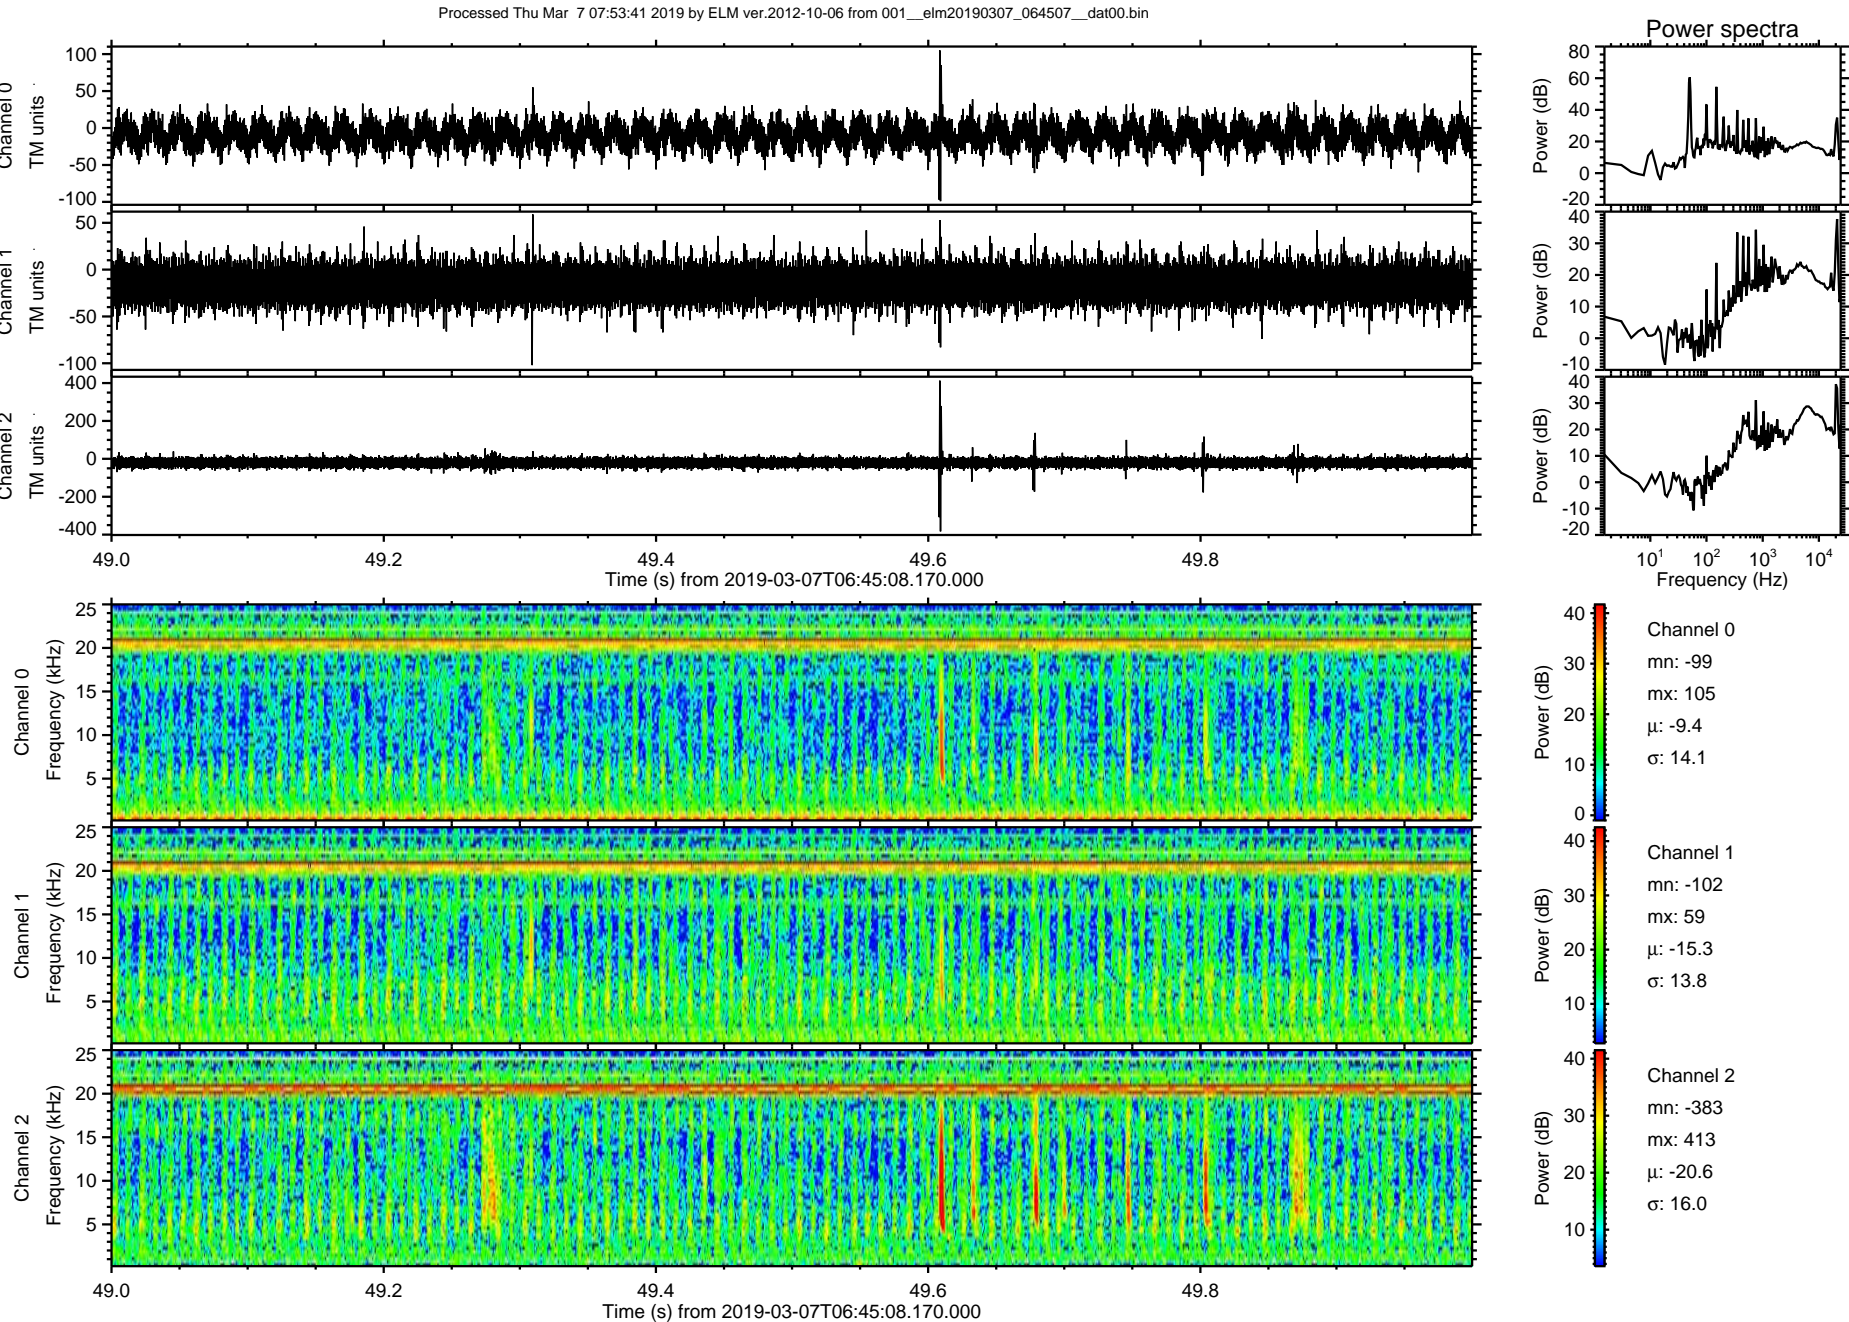 Processed Thu Mar  7 07:53:41 2019 by ELM ver.2012-10-06 from 001__elm20190307_064507__dat00.bin
Power spectra
Channel 0
TM units
100
50
0
-50
-100
Power (dB)
80
60
40
20
0
-20
Channel 1
TM units
50
0
-50
-100
Power (dB)
40
30
20
10
0
-10
Channel 2
TM units
400
200
0
-200
-400
Power (dB)
40
30
20
10
0
-10
-20
49.0 49.2 49.4 49.6 49.8
Time (s) from 2019-03-07T06:45:08.170.000
10¹ 10² 10³ 10⁴
Frequency (Hz)
Channel 0
Frequency (kHz)
25
20
15
10
5
Power (dB)
40
30
20
10
0
Channel 0
mn: -99
mx: 105
μ: -9.4
σ: 14.1
Channel 1
Frequency (kHz)
25
20
15
10
5
Power (dB)
40
30
20
10
Channel 1
mn: -102
mx: 59
μ: -15.3
σ: 13.8
Channel 2
Frequency (kHz)
25
20
15
10
5
Power (dB)
40
30
20
10
Channel 2
mn: -383
mx: 413
μ: -20.6
σ: 16.0
49.0 49.2 49.4 49.6 49.8
Time (s) from 2019-03-07T06:45:08.170.000